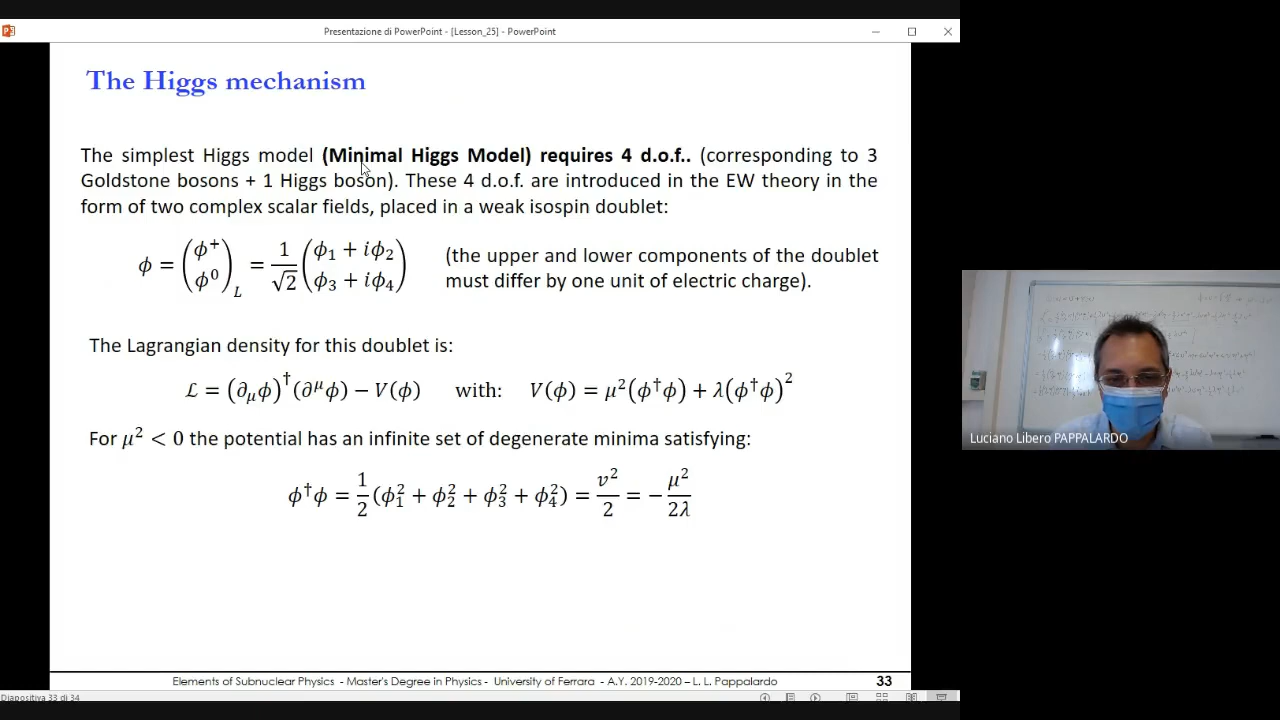 Presentazione di PowerPoint - [Lesson_25] - PowerPoint
The Higgs mechanism
The simplest Higgs model (Minimal Higgs Model) requires 4 d.o.f.. (corresponding to 3
Goldstone bosons + 1 Higgs boson). These 4 d.o.f. are introduced in the EW theory in the
form of two complex scalar fields, placed in a weak isospin doublet:
ϕ = (ϕ⁺ ϕ⁰)_L = 1/√2 (ϕ₁ + iϕ₂ ϕ₃ + iϕ₄)
(the upper and lower components of the doublet
must differ by one unit of electric charge).
The Lagrangian density for this doublet is:
ℒ = (∂_μϕ)†(∂^μϕ) − V(ϕ) with: V(ϕ) = μ²(ϕ†ϕ) + λ(ϕ†ϕ)²
For μ² < 0 the potential has an infinite set of degenerate minima satisfying:
ϕ†ϕ = 1/2 (ϕ₁² + ϕ₂² + ϕ₃² + ϕ₄²) = v²/2 = − μ²/2λ
Luciano Libero PAPPALARDO
Elements of Subnuclear Physics - Master's Degree in Physics - University of Ferrara - A.Y. 2019-2020 – L. L. Pappalardo
33
Diapositiva 33 di 34